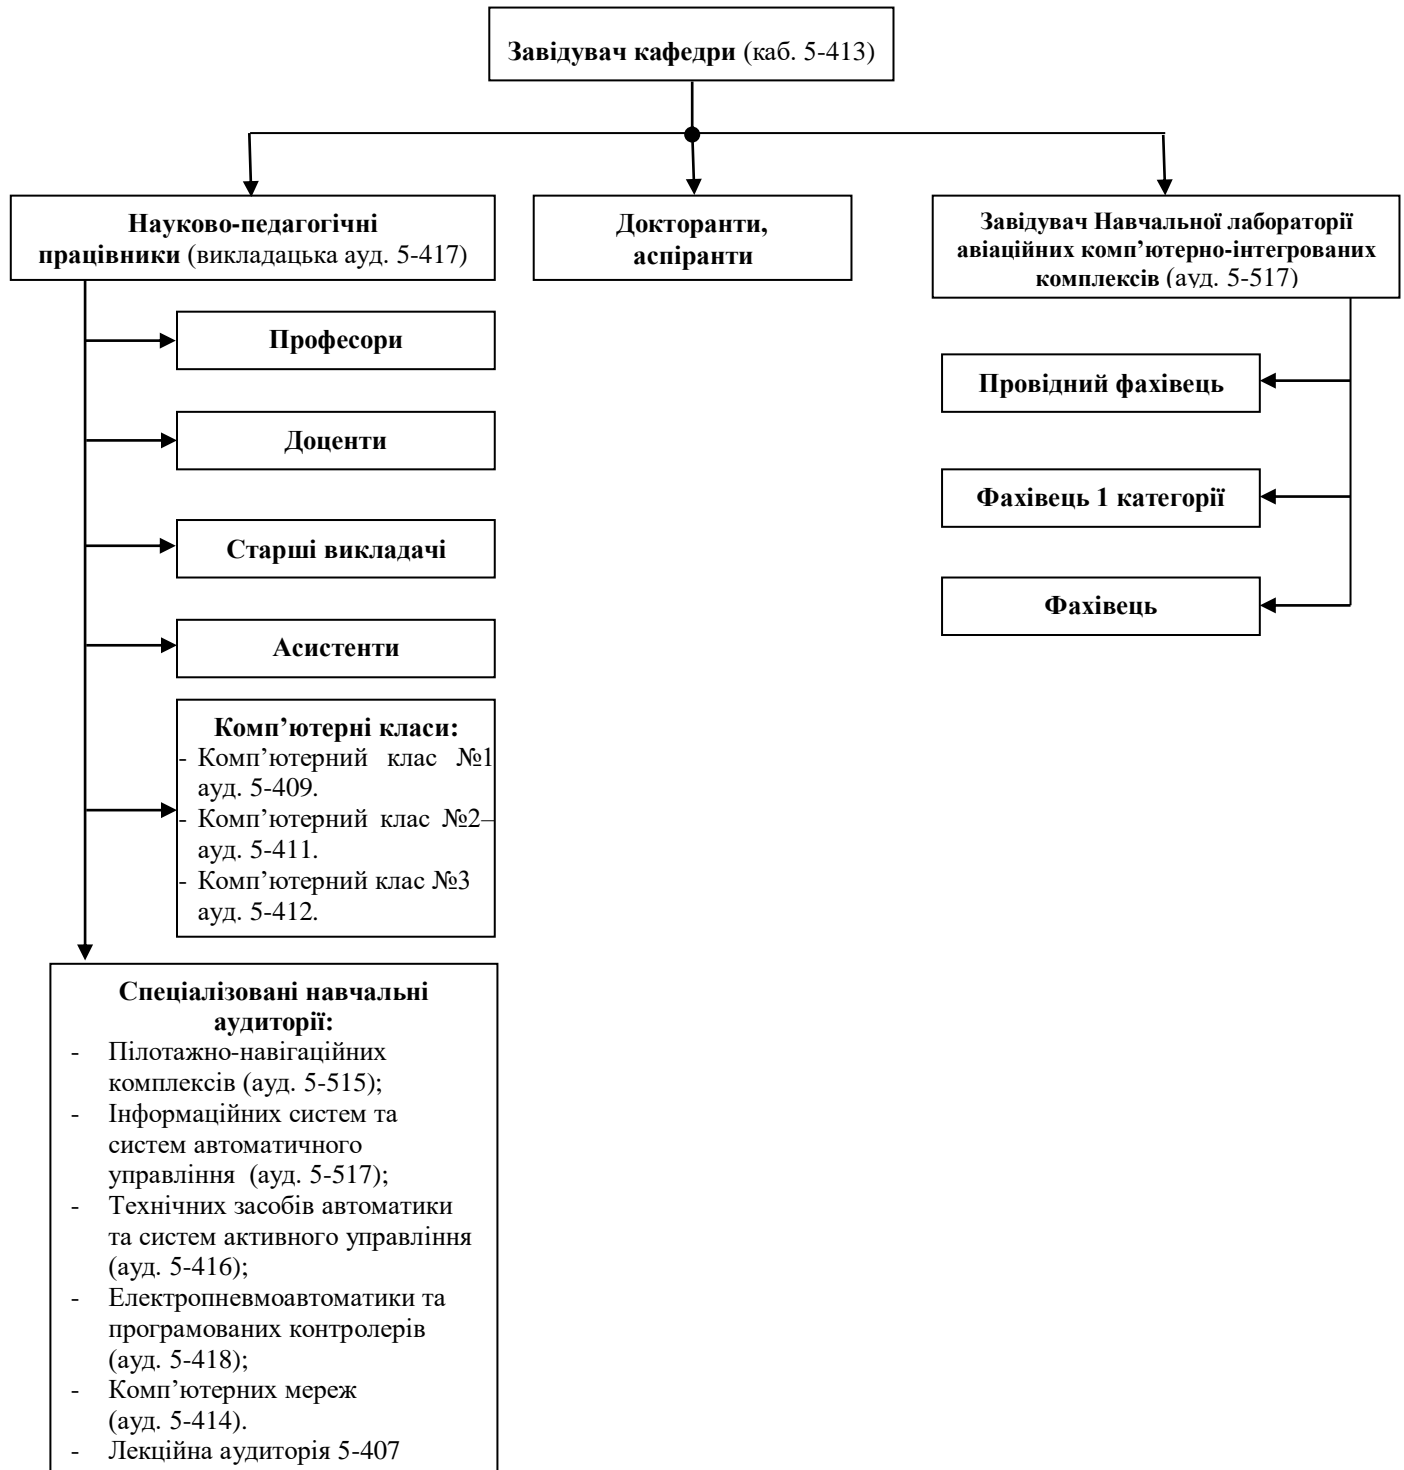 Завідувач кафедри (каб. 5-413)
Науково-педагогічні
працівники (викладацька ауд. 5-417)
Докторанти,
аспіранти
Завідувач Навчальної лабораторії
авіаційних комп’ютерно-інтегрованих
комплексів (ауд. 5-517)
Професори
Доценти
Старші викладачі
Асистенти
Комп’ютерні класи:
- Комп’ютерний клас №1
ауд. 5-409.
- Комп’ютерний клас №2–
ауд. 5-411.
- Комп’ютерний клас №3
ауд. 5-412.
Спеціалізовані навчальні
аудиторії:
- Пілотажно-навігаційних
комплексів (ауд. 5-515);
- Інформаційних систем та
систем автоматичного
управління (ауд. 5-517);
- Технічних засобів автоматики
та систем активного управління
(ауд. 5-416);
- Електропневмоавтоматики та
програмованих контролерів
(ауд. 5-418);
- Комп’ютерних мереж
(ауд. 5-414).
- Лекційна аудиторія 5-407
Провідний фахівець
Фахівець 1 категорії
Фахівець